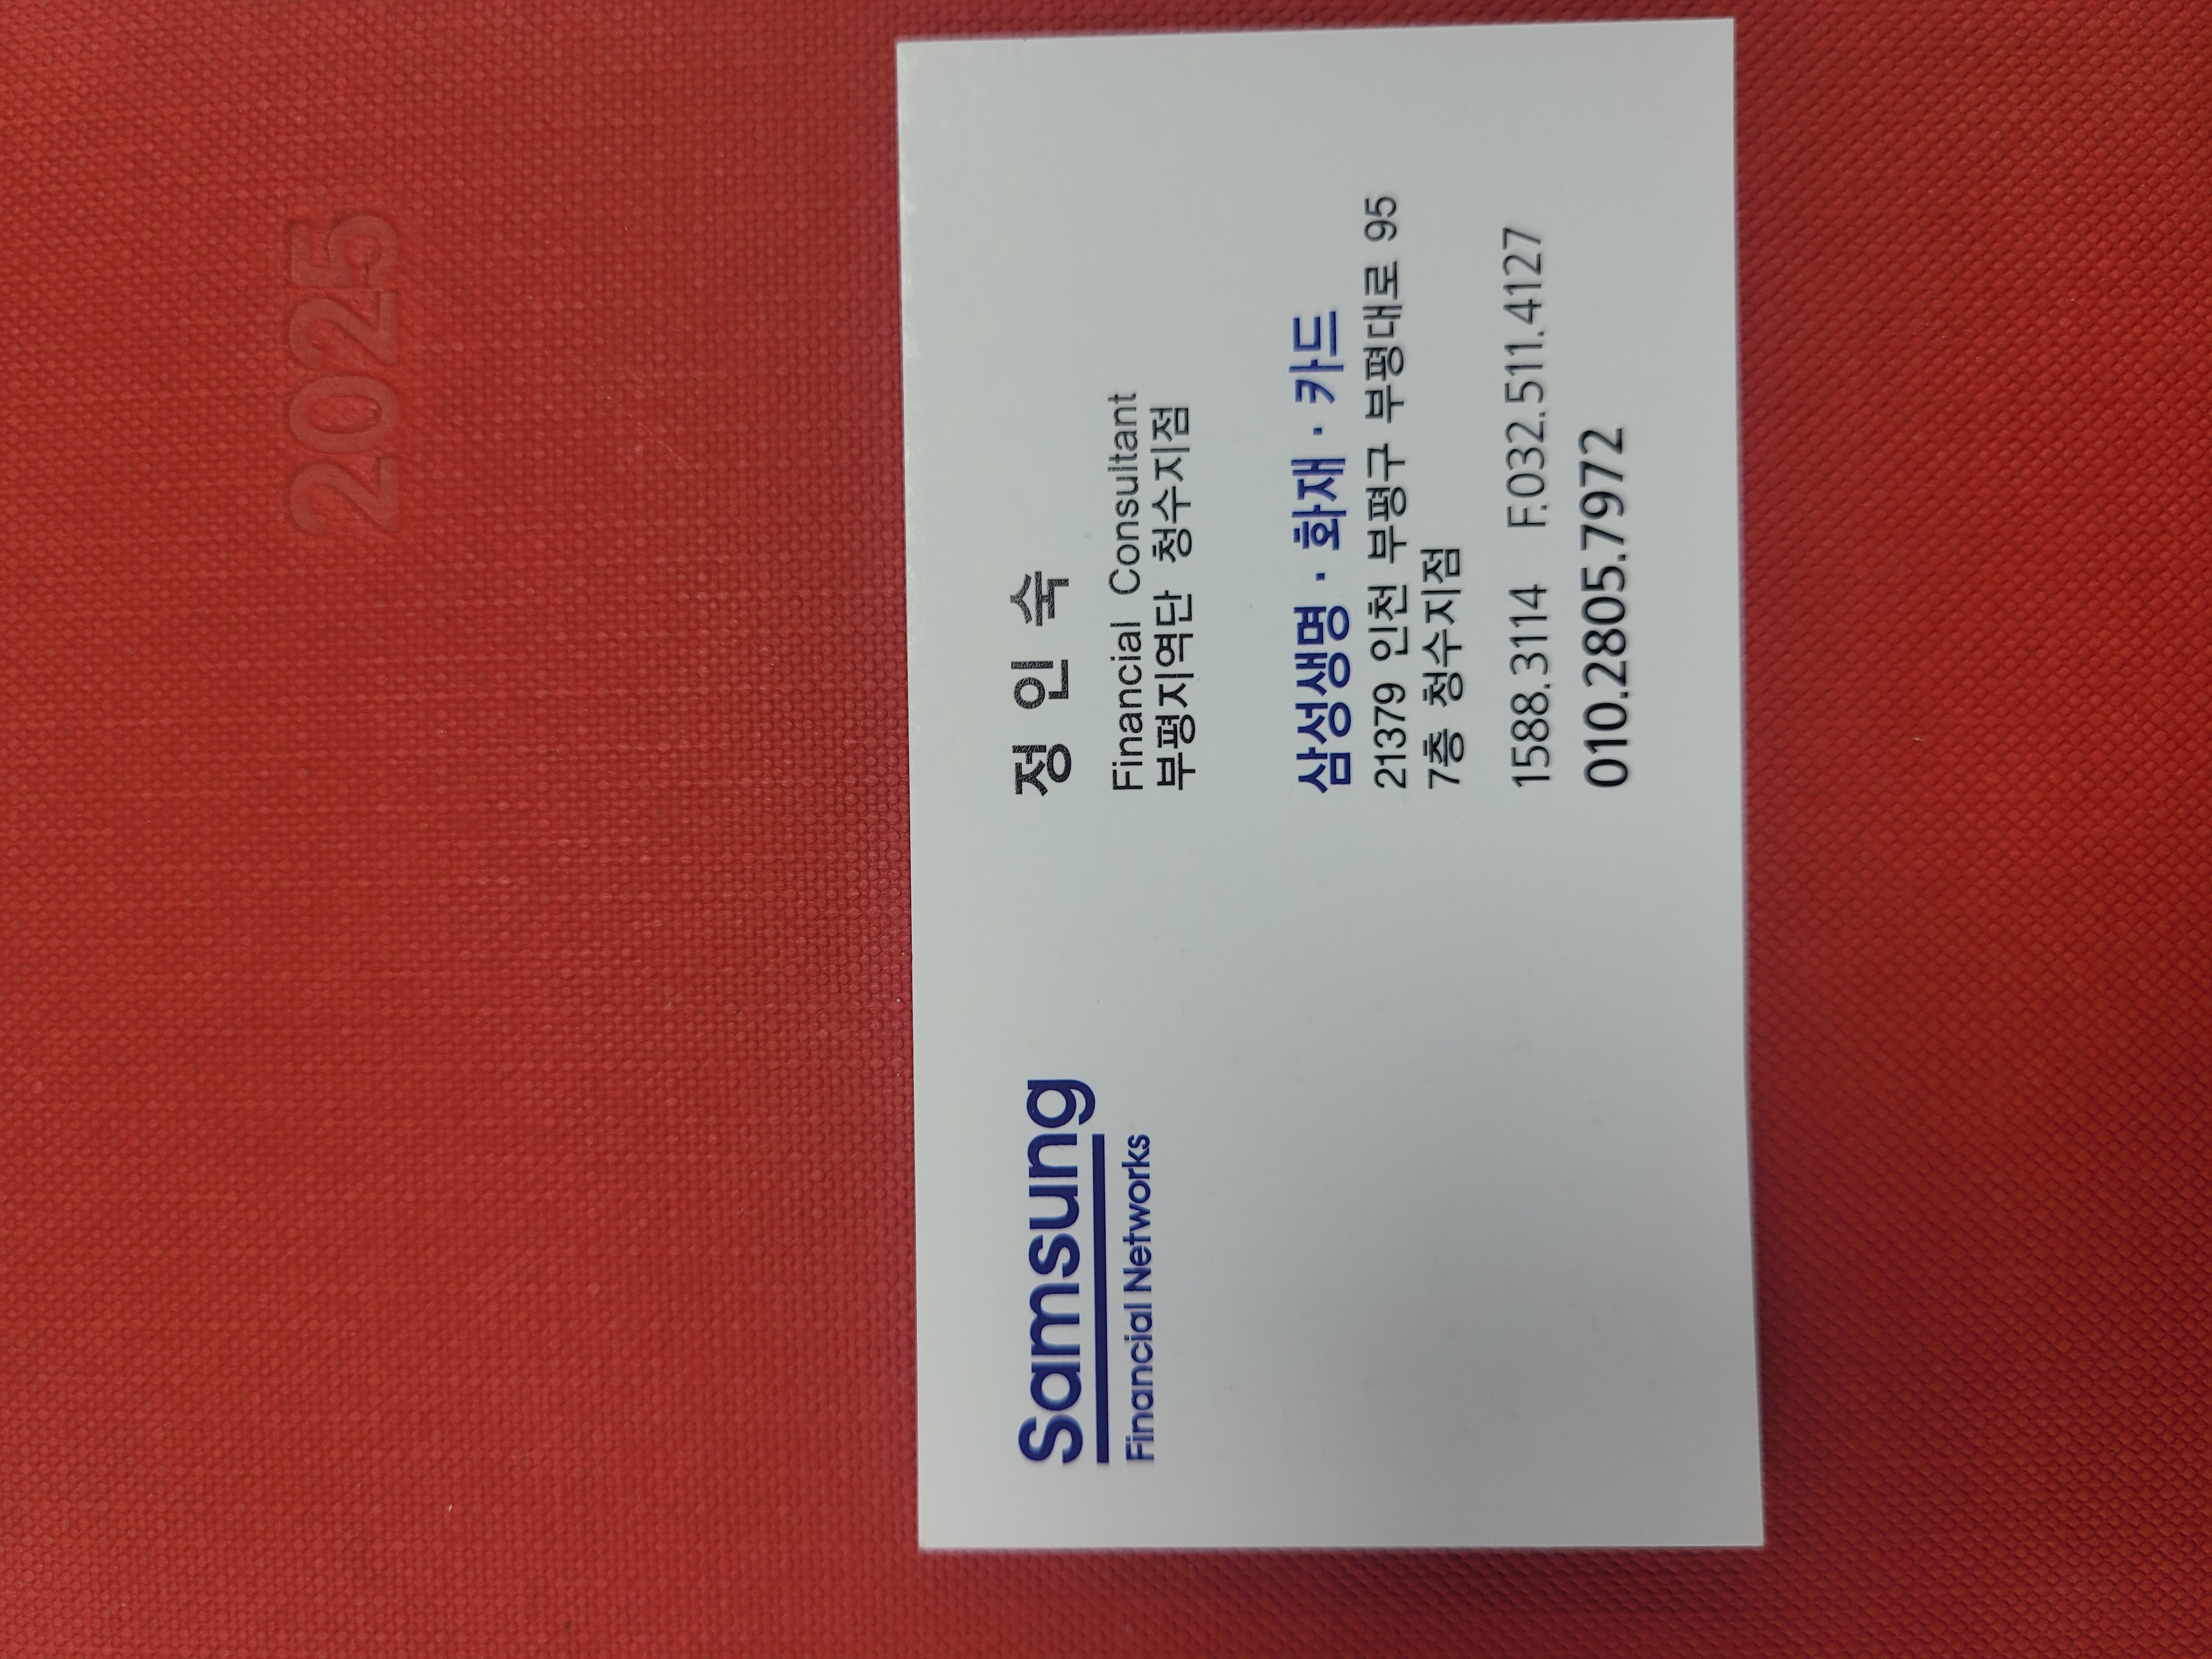 2025
Samsung
Financial Networks
정 인 숙
Financial Consultant
부평지역단 청수지점
삼성생명 · 화재 · 카드
21379 인천 부평구 부평대로 95
7층 청수지점
1588.3114 F.032.511.4127
010.2805.7972